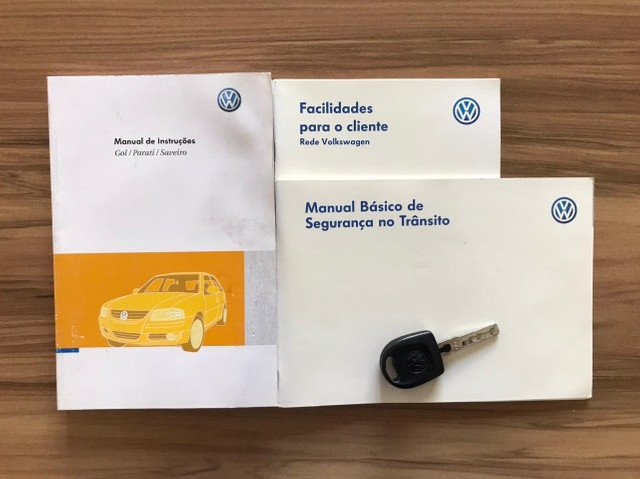 Manual de Instruções
Gol / Parati / Saveiro
Facilidades
para o cliente
Rede Volkswagen
Manual Básico de
Segurança no Trânsito